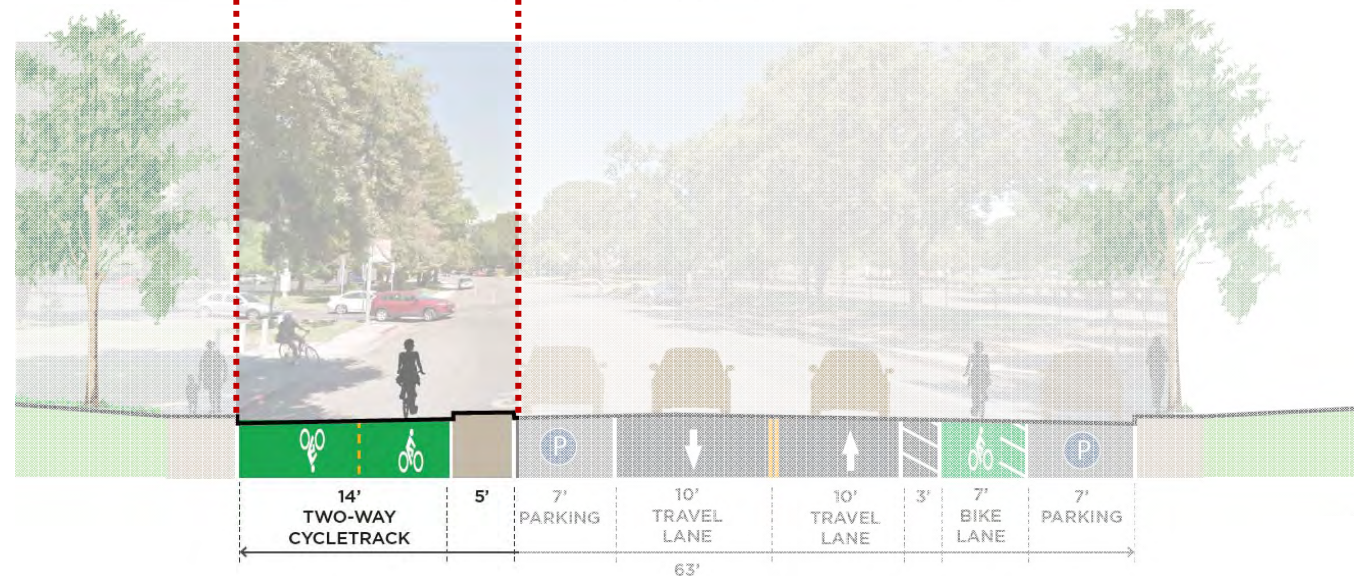 P
P
14'
TWO-WAY
CYCLETRACK
5'
7'
PARKING
10'
TRAVEL
LANE
10'
TRAVEL
LANE
3'
7'
BIKE
LANE
7'
PARKING
63'